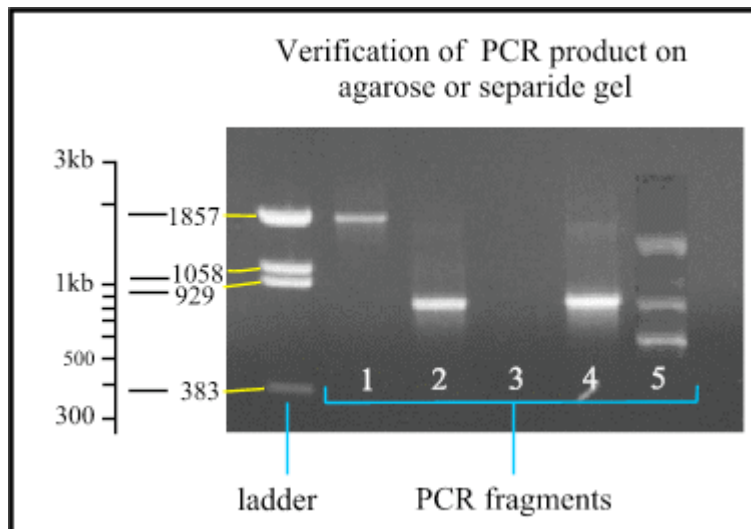 Verification of PCR product on
agarose or separide gel
3kb
1857
1058
1kb
929
500
383
300
1 2 3 4 5
ladder
PCR fragments